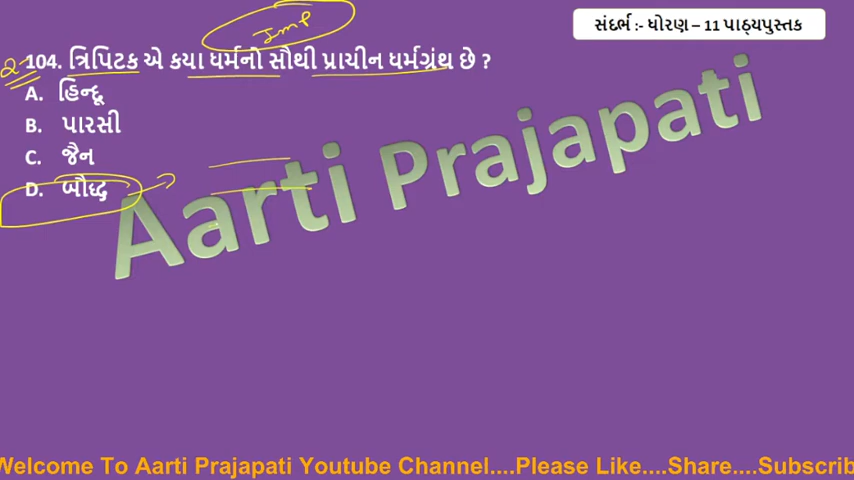 Imp
સંદર્ભ :- ધોરણ – 11 પાઠ્યપુસ્તક
104. ત્રિપિટક એ કયા ધર્મનો સૌથી પ્રાચીન ધર્મગ્રંથ છે ?
A. હિન્દૂ
B. પારસી
C. જૈન
D. બૌધ્ધ
Aarti Prajapati
Welcome To Aarti Prajapati Youtube Channel....Please Like....Share....Subscrib